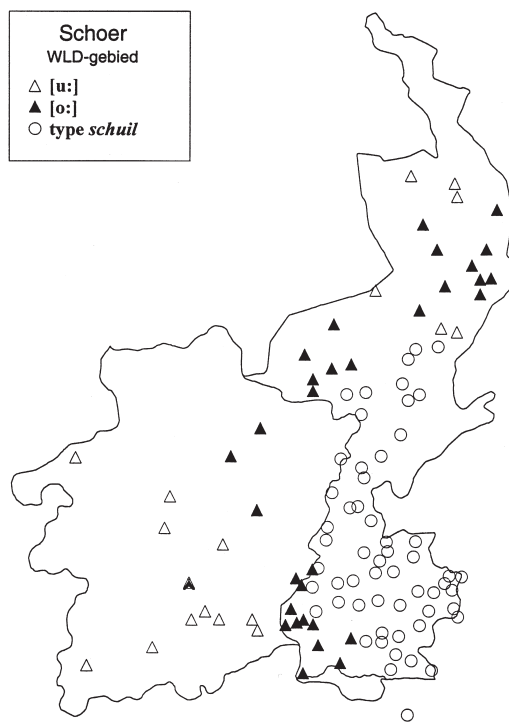 Schoer
WLD-gebied
△ [u:]
▲ [o:]
○ type schuil